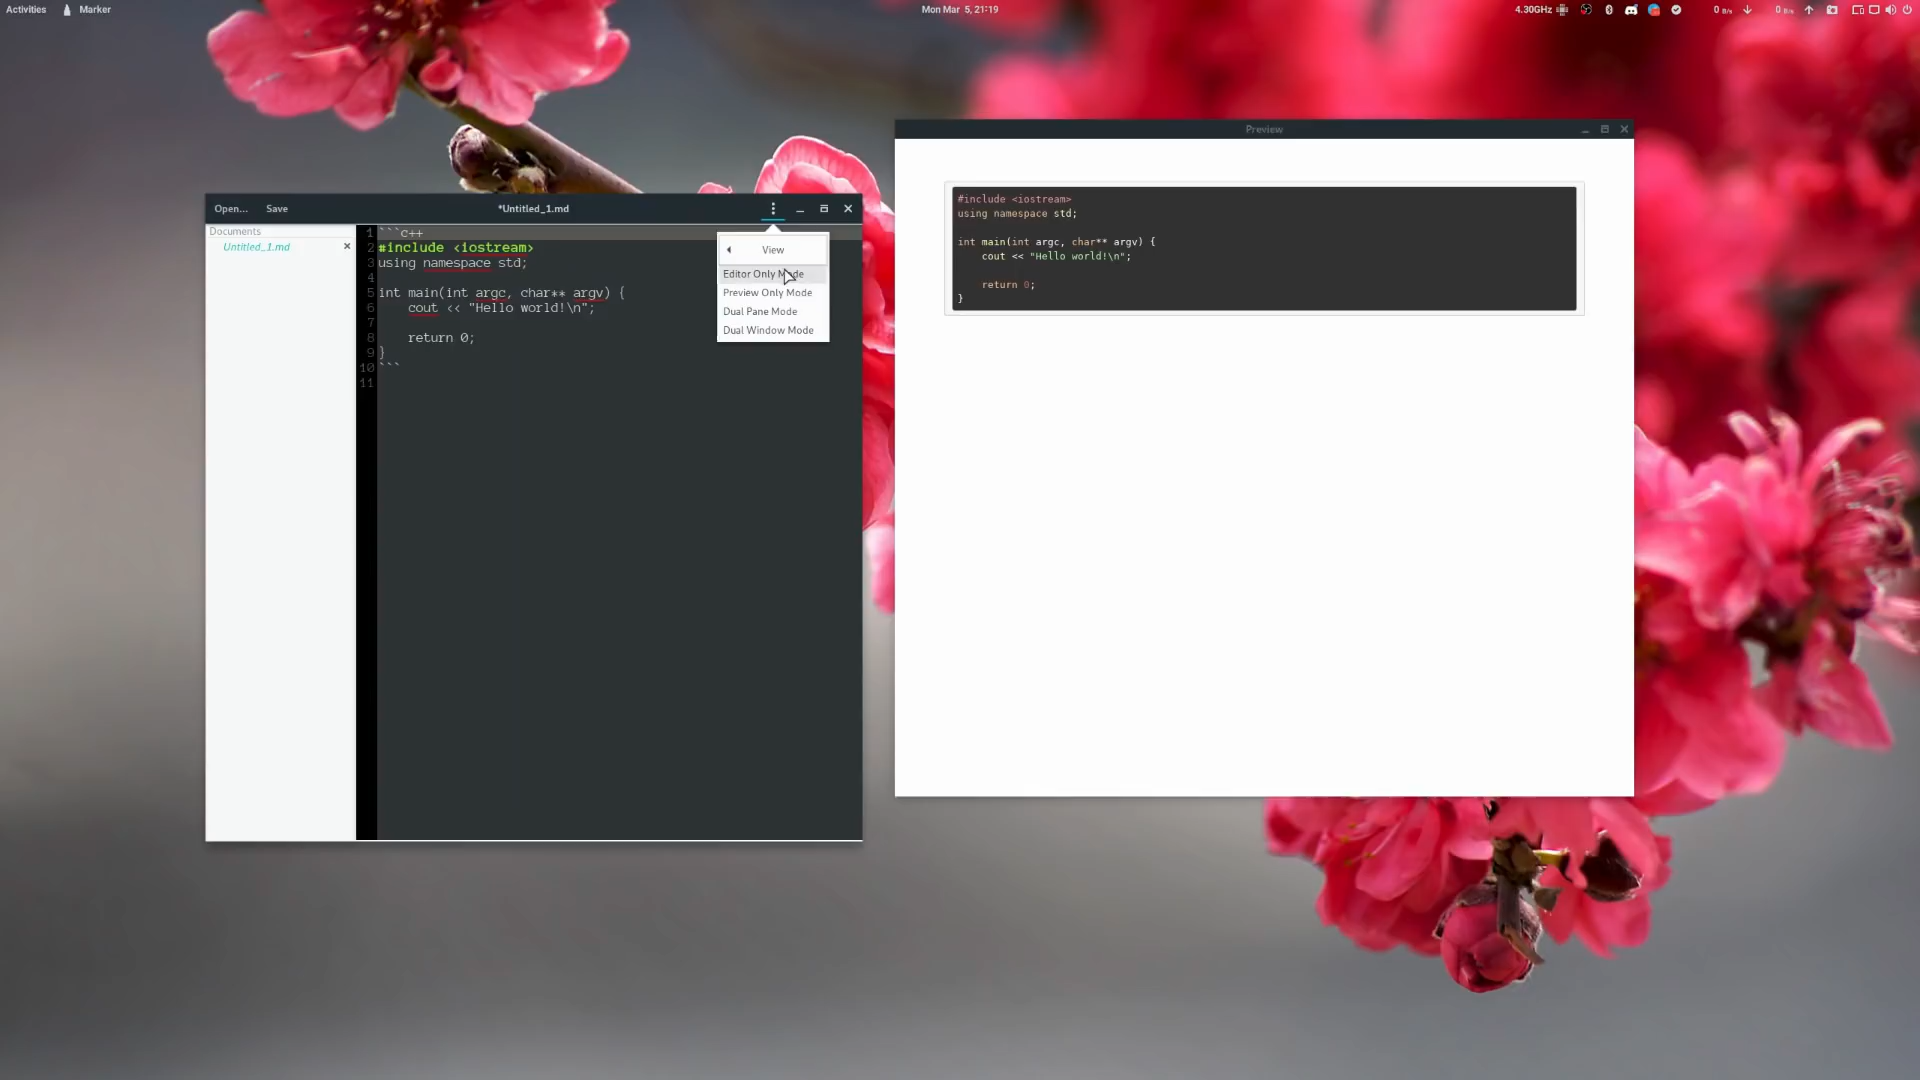 Activities Marker Mon Mar 5, 21:19 4.30GHz 0 B/s 0 B/s
Preview
Open... Save *Untitled_1.md
Documents
Untitled_1.md
1 ```c++
2 #include <iostream>
3 using namespace std;
4
5 int main(int argc, char** argv) {
6     cout << "Hello world!\n";
7
8     return 0;
9 }
10 ```
11
View
Editor Only Mode
Preview Only Mode
Dual Pane Mode
Dual Window Mode
#include <iostream>
using namespace std;
int main(int argc, char** argv) {
    cout << "Hello world!\n";
    return 0;
}